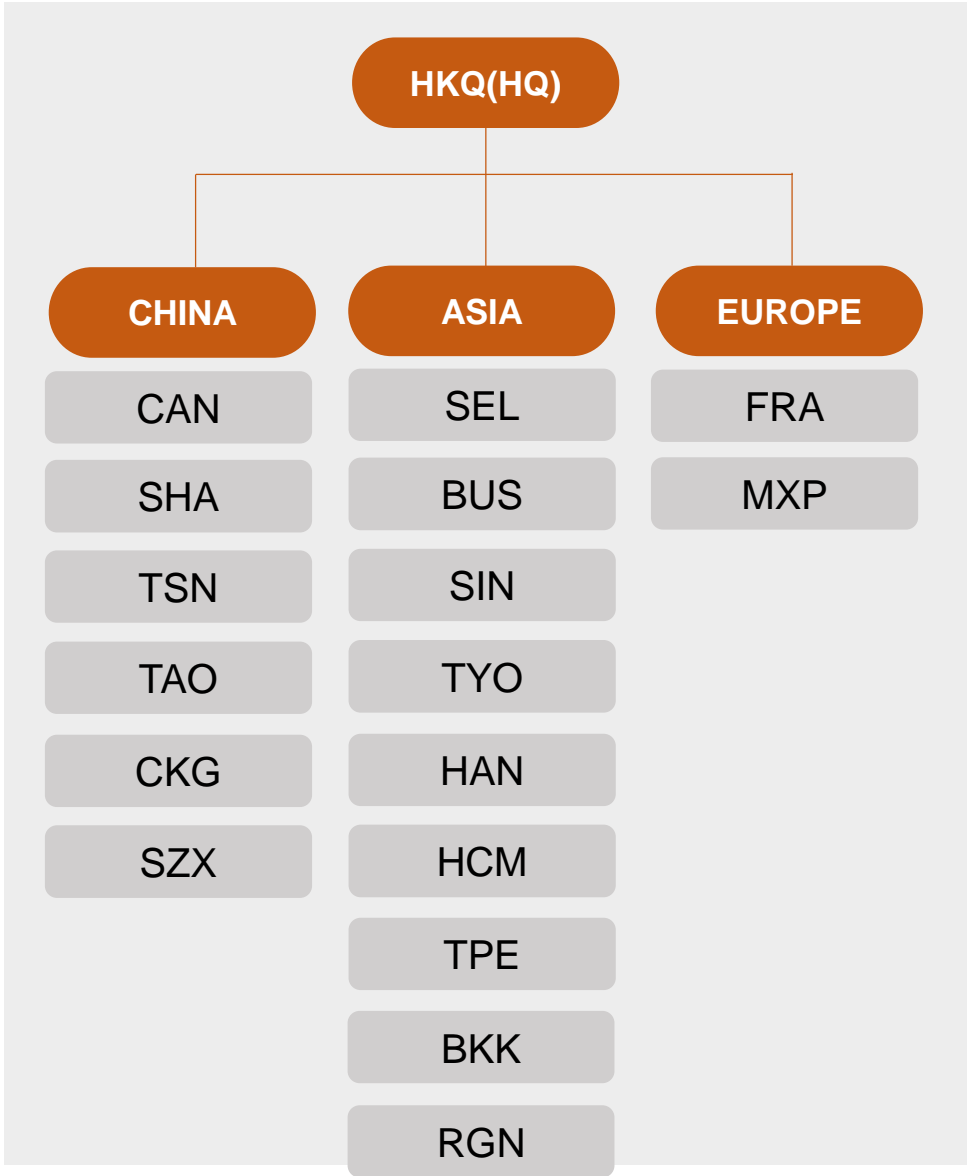 HKQ(HQ)
CHINA
CAN
SHA
TSN
TAO
CKG
SZX
ASIA
SEL
BUS
SIN
TYO
HAN
HCM
TPE
BKK
RGN
EUROPE
FRA
MXP